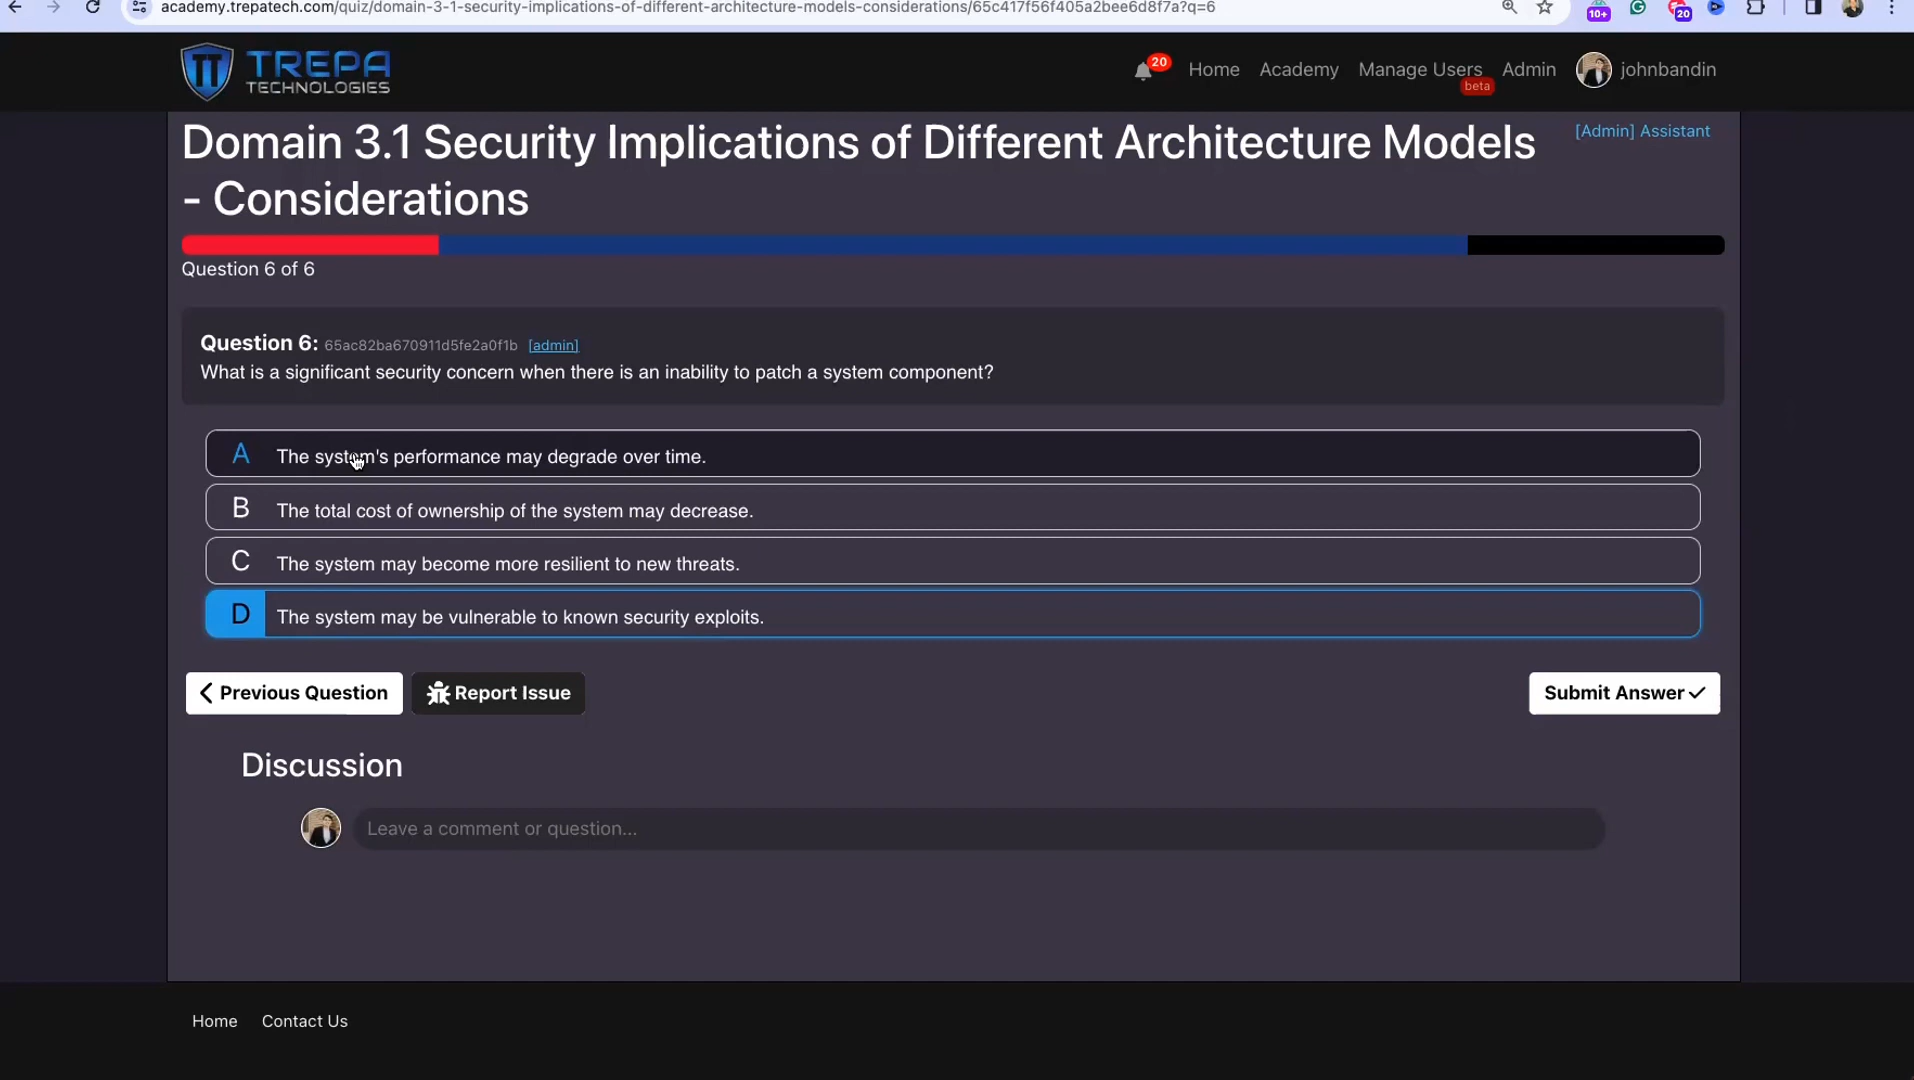 academy.trepatech.com/quiz/domain-3-1-security-implications-of-different-architecture-models-considerations/65c417f56f405a2bee6d8f7a?q=6
10+
20
TREPA
TECHNOLOGIES
20
Home
Academy
Manage Users
beta
Admin
johnbandin
Domain 3.1 Security Implications of Different Architecture Models
- Considerations
[Admin] Assistant
Question 6 of 6
Question 6: 65ac82ba670911d5fe2a0f1b [admin]
What is a significant security concern when there is an inability to patch a system component?
A The system's performance may degrade over time.
B The total cost of ownership of the system may decrease.
C The system may become more resilient to new threats.
D The system may be vulnerable to known security exploits.
Previous Question
Report Issue
Submit Answer
Discussion
Leave a comment or question...
Home
Contact Us